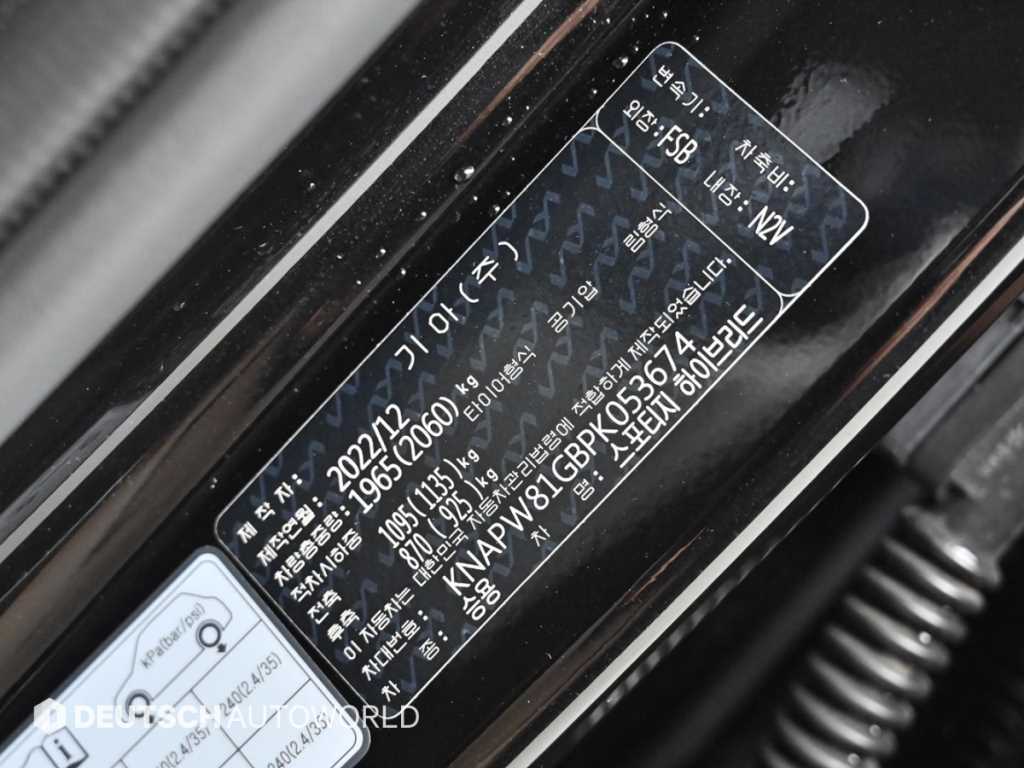 변속기: 차축비:
외장:FSB 내장:N2V
제 작 자: 기 아 (주)
제작연월: 2022/12
차량총중량: 1965(2060) kg
적차시하중 타이어형식 공기압 림형식
전축 1095(1135)kg
후축 870 ( 925)kg
이 자동차는 대한민국 자동차관리법령에 적합하게 제작되었습니다.
차대번호: KNAPW81GBPK053674
차 종: 승용 차 명: 스포티지 하이브리드
kPa(bar/psi)
240(2.4/35)
240(2.4/35)
DEUTSCH AUTOWORLD